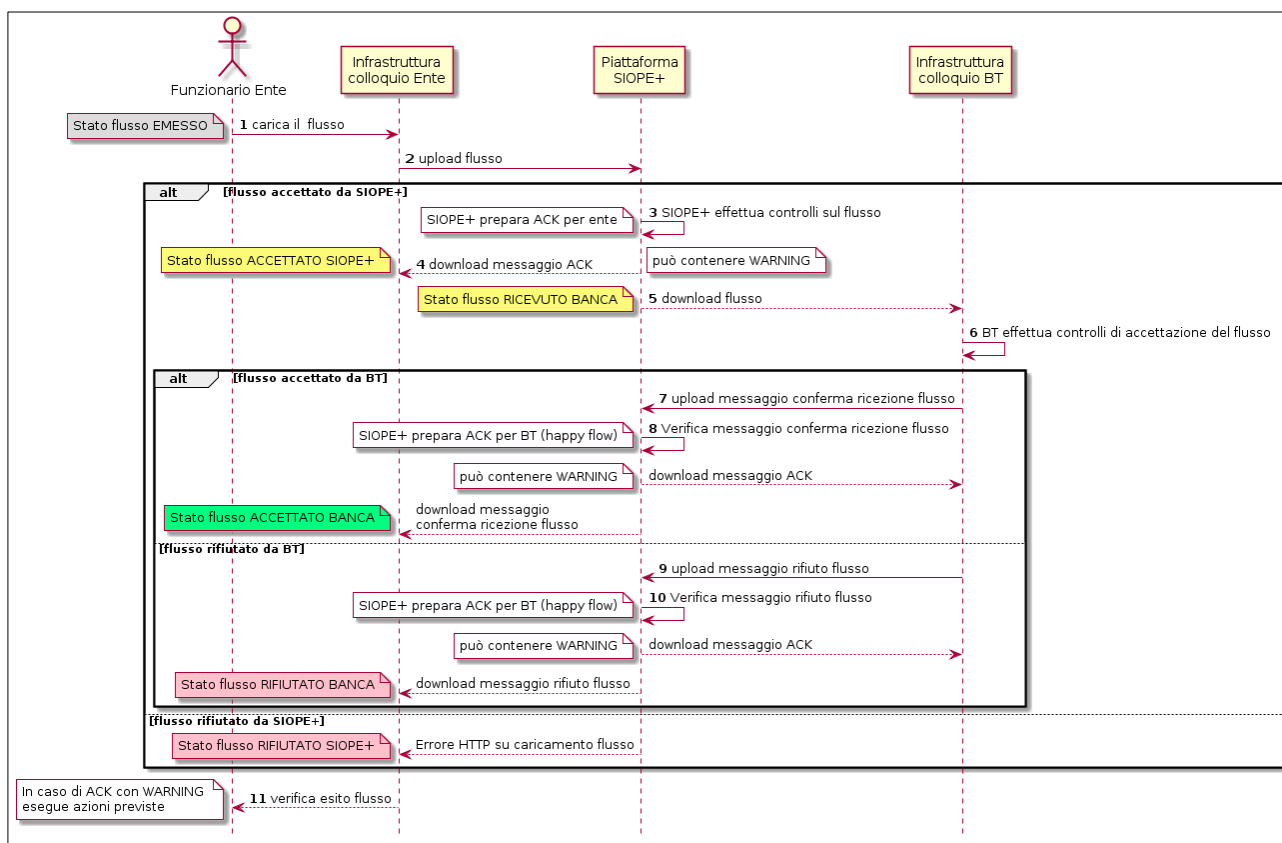 Funzionario Ente
Infrastruttura
colloquio Ente
Piattaforma
SIOPE+
Infrastruttura
colloquio BT
Stato flusso EMESSO
1 carica il  flusso
2 upload flusso
alt
[flusso accettato da SIOPE+]
SIOPE+ prepara ACK per ente
3 SIOPE+ effettua controlli sul flusso
Stato flusso ACCETTATO SIOPE+
4 download messaggio ACK
può contenere WARNING
Stato flusso RICEVUTO BANCA
5 download flusso
6 BT effettua controlli di accettazione del flusso
alt
[flusso accettato da BT]
7 upload messaggio conferma ricezione flusso
SIOPE+ prepara ACK per BT (happy flow)
8 Verifica messaggio conferma ricezione flusso
può contenere WARNING
download messaggio ACK
Stato flusso ACCETTATO BANCA
download messaggio
conferma ricezione flusso
[flusso rifiutato da BT]
9 upload messaggio rifiuto flusso
SIOPE+ prepara ACK per BT (happy flow)
10 Verifica messaggio rifiuto flusso
può contenere WARNING
download messaggio ACK
Stato flusso RIFIUTATO BANCA
download messaggio rifiuto flusso
[flusso rifiutato da SIOPE+]
Stato flusso RIFIUTATO SIOPE+
Errore HTTP su caricamento flusso
In caso di ACK con WARNING
esegue azioni previste
11 verifica esito flusso